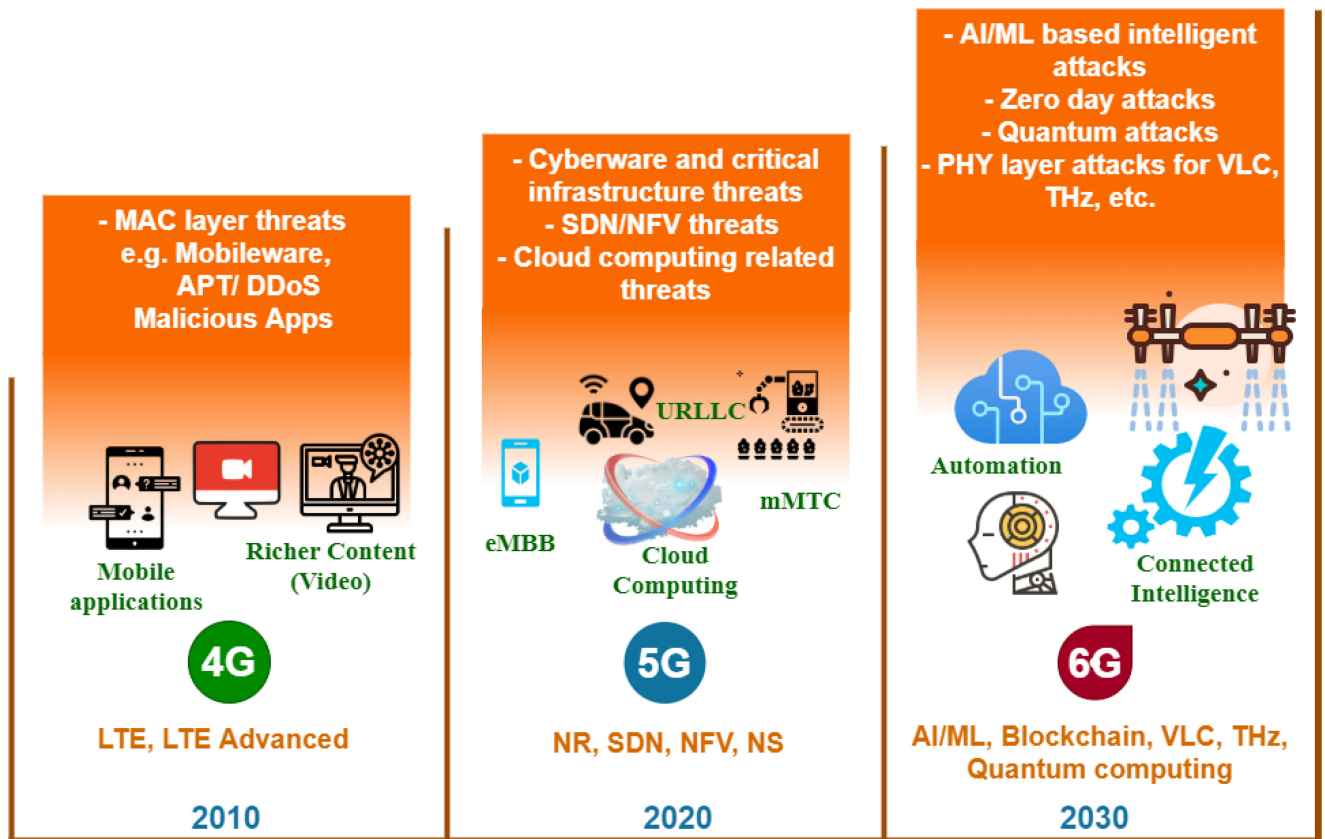 - MAC layer threats
e.g. Mobileware,
APT/ DDoS
Malicious Apps
Mobile
applications
Richer Content
(Video)
4G
LTE, LTE Advanced
2010
- Cyberware and critical
infrastructure threats
- SDN/NFV threats
- Cloud computing related
threats
URLLC
eMBB
mMTC
Cloud
Computing
5G
NR, SDN, NFV, NS
2020
- AI/ML based intelligent
attacks
- Zero day attacks
- Quantum attacks
- PHY layer attacks for VLC,
THz, etc.
Automation
Connected
Intelligence
6G
AI/ML, Blockchain, VLC, THz,
Quantum computing
2030